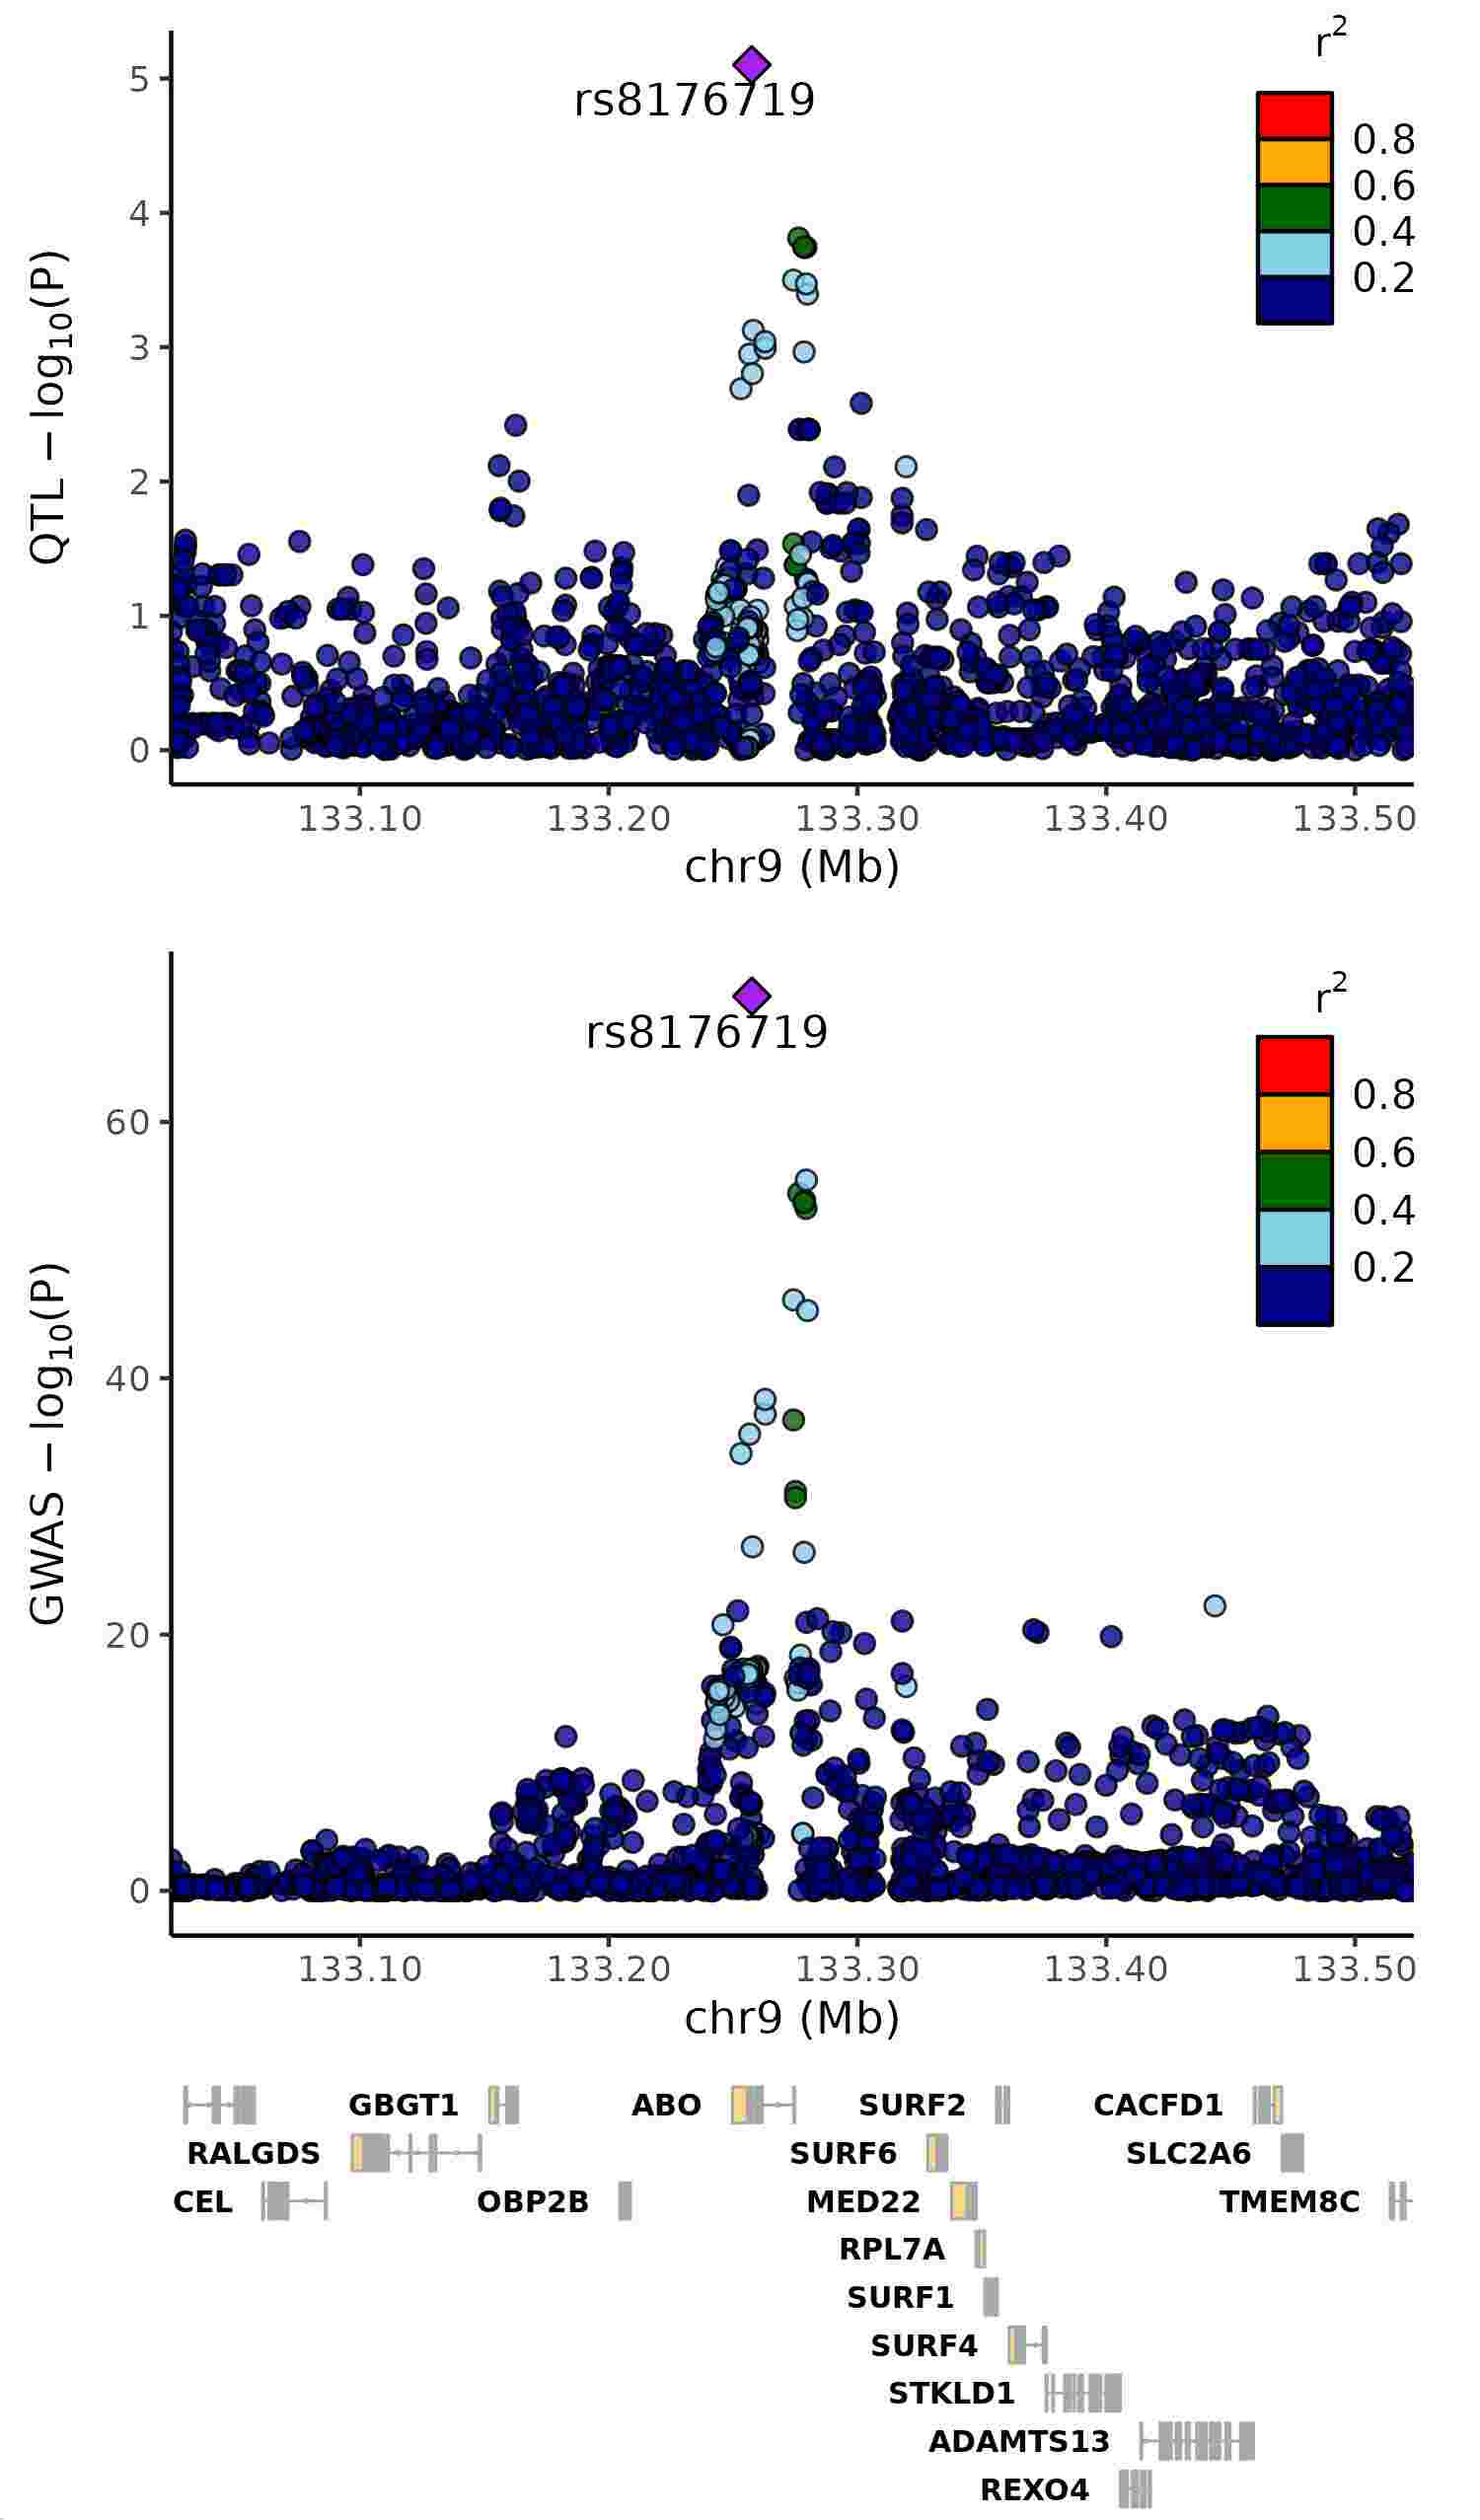 r2
5
rs8176719
0.8
0.6
4
0.4
0.2
3
QTL − log10(P)
2
1
0
133.10 133.20 133.30 133.40 133.50
chr9 (Mb)
r2
rs8176719
60
0.8
0.6
0.4
0.2
40
GWAS − log10(P)
20
0
133.10 133.20 133.30 133.40 133.50
chr9 (Mb)
GBGT1 ABO SURF2 CACFD1
RALGDS SURF6 SLC2A6
CEL OBP2B MED22 TMEM8C
RPL7A
SURF1
SURF4
STKLD1
ADAMTS13
REXO4